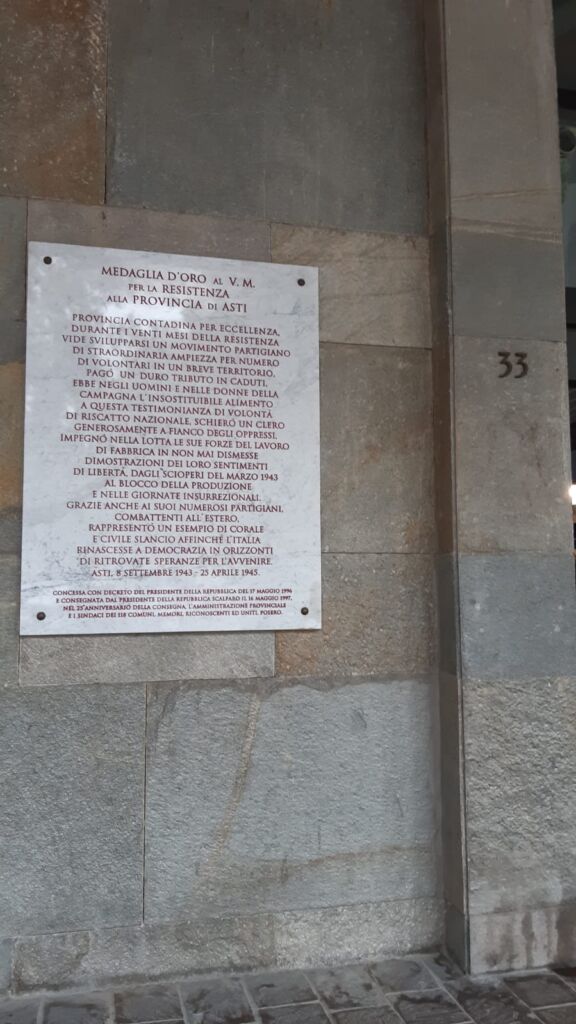 MEDAGLIA D'ORO AL V. M.
PER LA RESISTENZA
ALLA PROVINCIA DI ASTI
PROVINCIA CONTADINA PER ECCELLENZA,
DURANTE I VENTI MESI DELLA RESISTENZA
VIDE SVILUPPARSI UN MOVIMENTO PARTIGIANO
DI STRAORDINARIA AMPIEZZA PER NUMERO
DI VOLONTARI IN UN BREVE TERRITORIO,
PAGÓ UN DURO TRIBUTO IN CADUTI,
EBBE NEGLI UOMINI E NELLE DONNE DELLA
CAMPAGNA L'INSOSTITUIBILE ALIMENTO
A QUESTA TESTIMONIANZA DI VOLONTÁ
DI RISCATTO NAZIONALE, SCHIERÓ UN CLERO
GENEROSAMENTE A FIANCO DEGLI OPPRESSI,
IMPEGNÓ NELLA LOTTA LE SUE FORZE DEL LAVORO
DI FABBRICA IN NON MAI DISMESSE
DIMOSTRAZIONI DEI LORO SENTIMENTI
DI LIBERTÁ, DAGLI SCIOPERI DEL MARZO 1943
AL BLOCCO DELLA PRODUZIONE
E NELLE GIORNATE INSURREZIONALI.
GRAZIE ANCHE AI SUOI NUMEROSI PARTIGIANI,
COMBATTENTI ALL'ESTERO,
RAPPRESENTÓ UN ESEMPIO DI CORALE
E CIVILE SLANCIO AFFINCHÉ L'ITALIA
RINASCESSE A DEMOCRAZIA IN ORIZZONTI
DI RITROVATE SPERANZE PER L'AVVENIRE.
ASTI, 8 SETTEMBRE 1943 - 25 APRILE 1945.
CONCESSA CON DECRETO DEL PRESIDENTE DELLA REPUBBLICA DEL 17 MAGGIO 1996
E CONSEGNATA DAL PRESIDENTE DELLA REPUBBLICA SCALFARO IL 16 MAGGIO 1997,
NEL 25°ANNIVERSARIO DELLA CONSEGNA, L'AMMINISTRAZIONE PROVINCIALE
E I SINDACI DEI 118 COMUNI, MEMORI, RICONOSCENTI ED UNITI, POSERO.
33